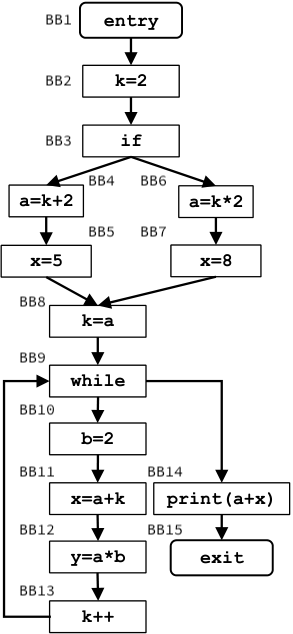 BB1 entry
BB2 k=2
BB3 if
BB4 BB6
a=k+2 a=k*2
BB5 BB7
x=5 x=8
BB8
k=a
BB9
while
BB10
b=2
BB11 BB14
x=a+k print(a+x)
BB12 BB15
y=a*b exit
BB13
k++